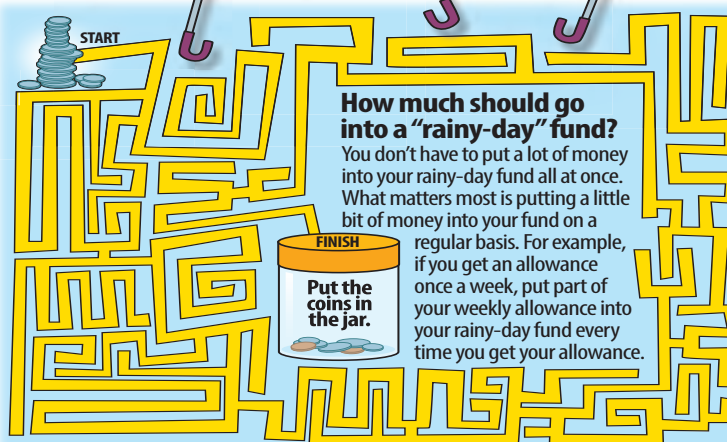 START
How much should go
into a “rainy-day” fund?
You don’t have to put a lot of money
into your rainy-day fund all at once.
What matters most is putting a little
bit of money into your fund on a
regular basis. For example,
if you get an allowance
once a week, put part of
your weekly allowance into
your rainy-day fund every
time you get your allowance.
FINISH
Put the
coins in
the jar.